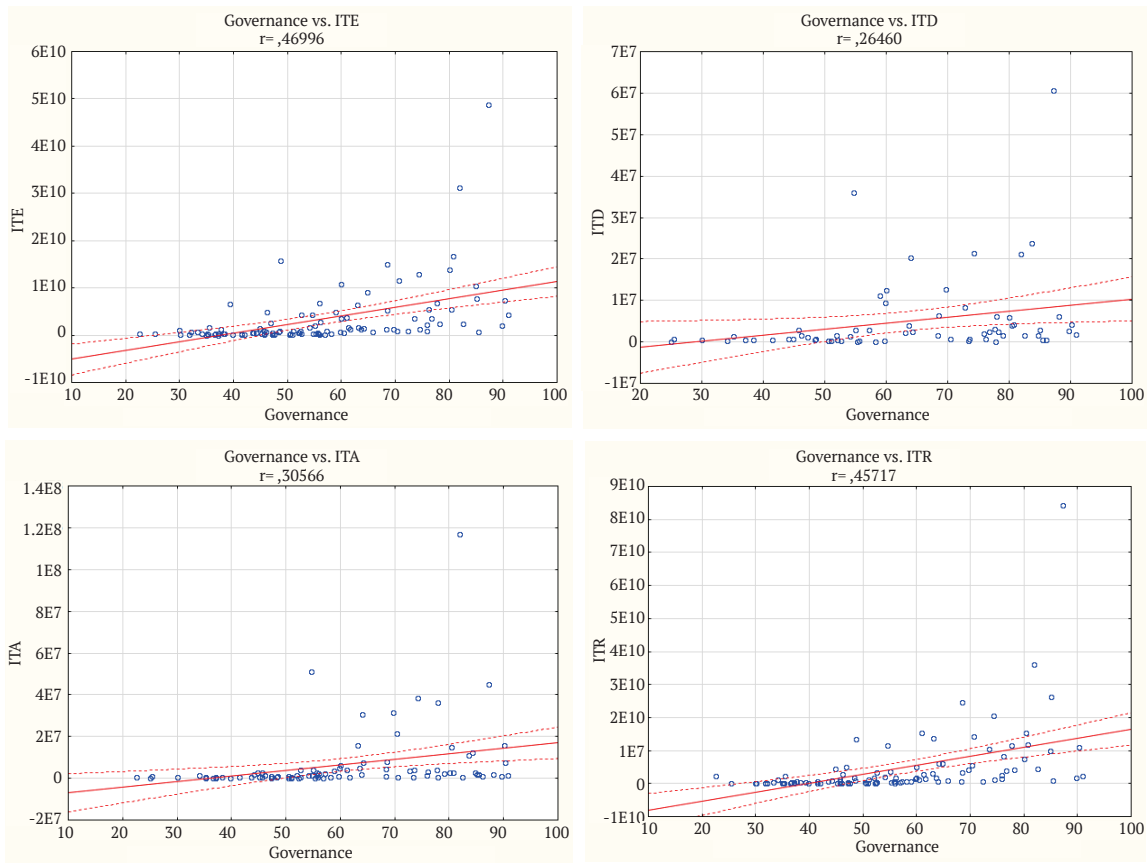 Governance vs. ITE
r= ,46996
6E10
5E10
4E10
3E10
2E10
1E10
0
-1E10
ITE
10 20 30 40 50 60 70 80 90 100
Governance
Governance vs. ITD
r= ,26460
7E7
6E7
5E7
4E7
3E7
2E7
1E7
0
-1E7
ITD
20 30 40 50 60 70 80 90 100
Governance
Governance vs. ITA
r= ,30566
1.4E8
1.2E8
1E8
8E7
6E7
4E7
2E7
0
-2E7
ITA
10 20 30 40 50 60 70 80 90 100
Governance
Governance vs. ITR
r= ,45717
9E10
8E10
7E10
6E10
5E10
4E10
3E10
2E10
1E10
0
-1E10
ITR
10 20 30 40 50 60 70 80 90 100
Governance